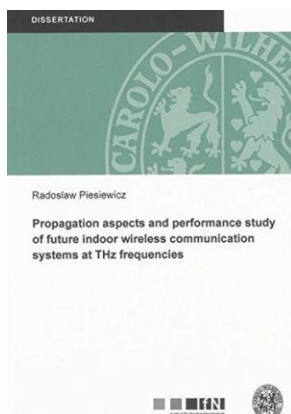 DISSERTATION
CAROLO-WILHE
Radoslaw Piesiewicz
Propagation aspects and performance study
of future indoor wireless communication
systems at THz frequencies
IfN